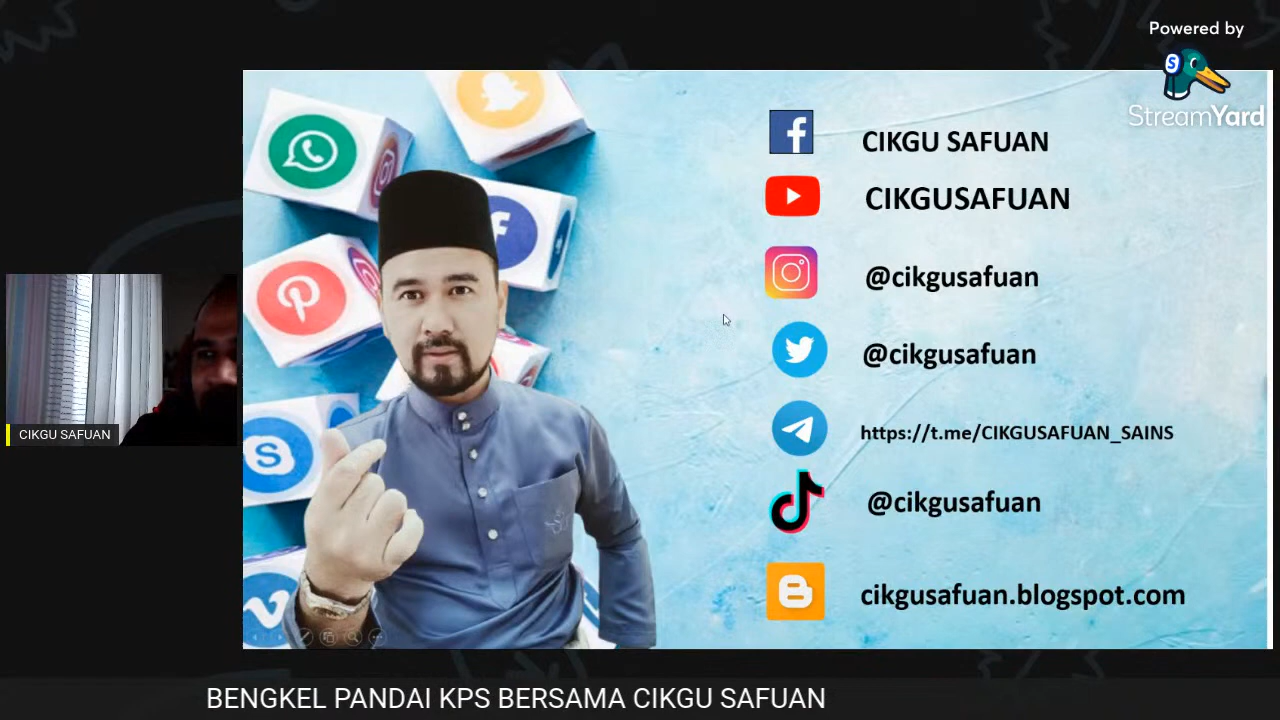 Powered by
StreamYard
CIKGU SAFUAN
CIKGUSAFUAN
@cikgusafuan
@cikgusafuan
https://t.me/CIKGUSAFUAN_SAINS
@cikgusafuan
cikgusafuan.blogspot.com
CIKGU SAFUAN
BENGKEL PANDAI KPS BERSAMA CIKGU SAFUAN